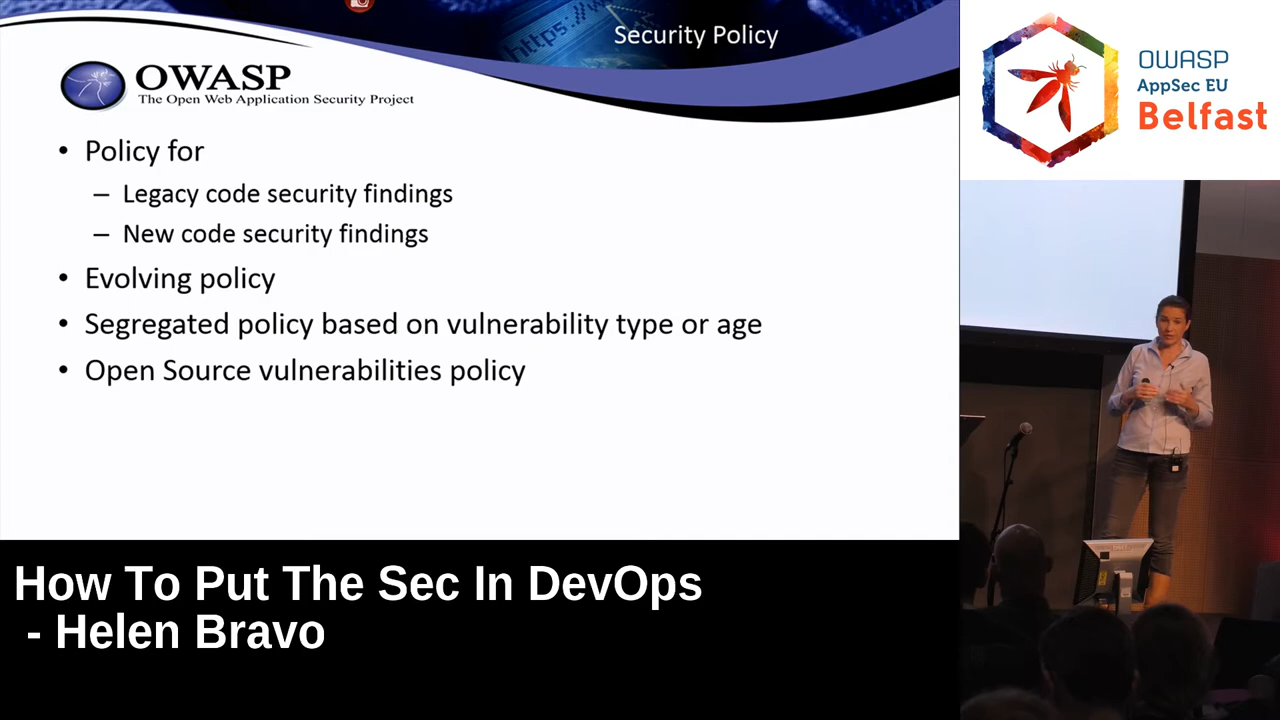 https://w
Security Policy
OWASP
The Open Web Application Security Project
• Policy for
– Legacy code security findings
– New code security findings
• Evolving policy
• Segregated policy based on vulnerability type or age
• Open Source vulnerabilities policy
OWASP
AppSec EU
Belfast
How To Put The Sec In DevOps
- Helen Bravo